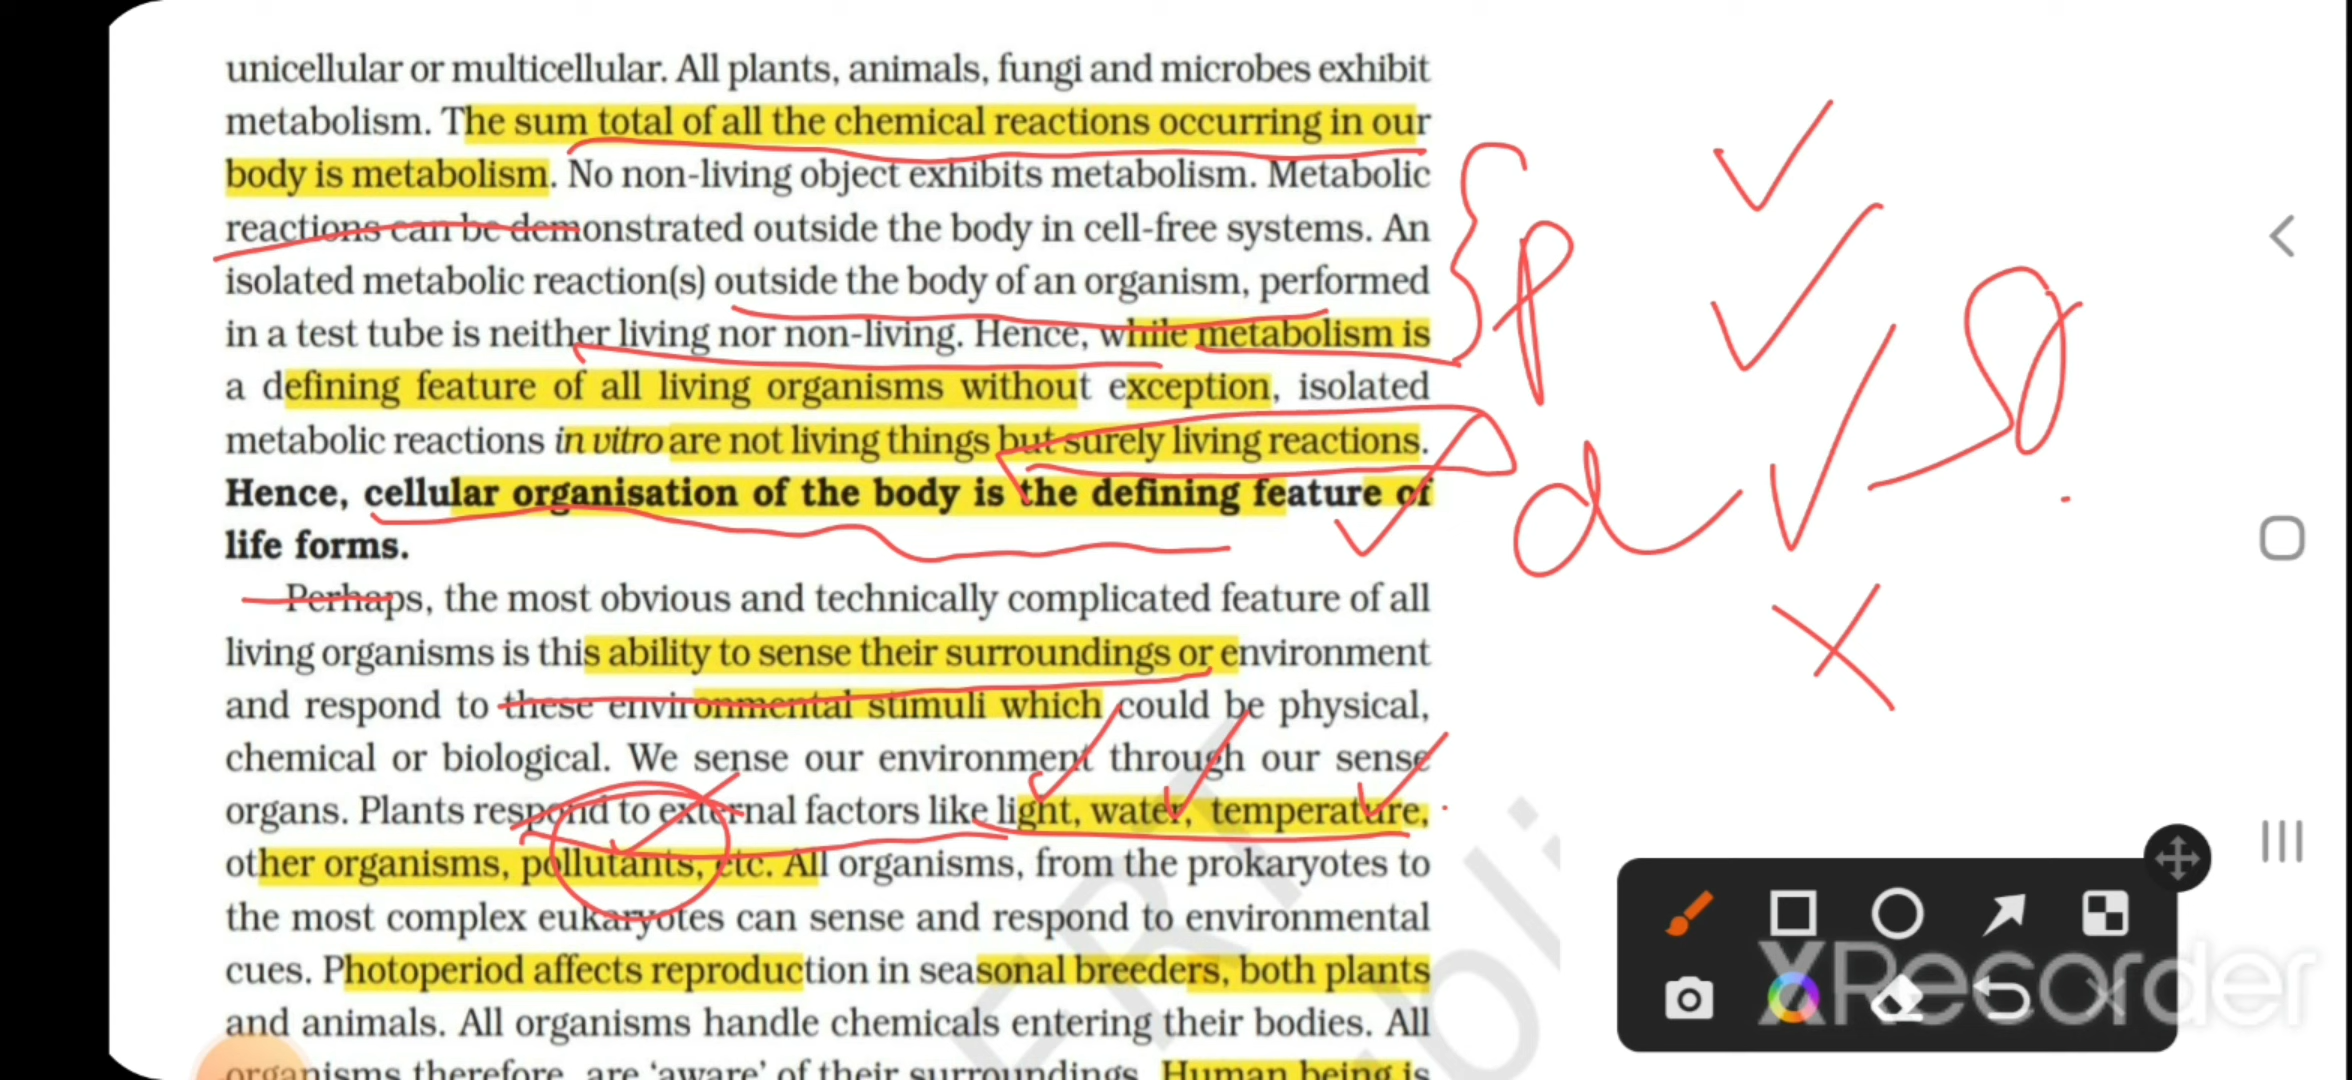 unicellular or multicellular. All plants, animals, fungi and microbes exhibit
metabolism. The sum total of all the chemical reactions occurring in our
body is metabolism. No non-living object exhibits metabolism. Metabolic
reactions can be demonstrated outside the body in cell-free systems. An
isolated metabolic reaction(s) outside the body of an organism, performed
in a test tube is neither living nor non-living. Hence, while metabolism is
a defining feature of all living organisms without exception, isolated
metabolic reactions in vitro are not living things but surely living reactions.
Hence, cellular organisation of the body is the defining feature of
life forms.
Perhaps, the most obvious and technically complicated feature of all
living organisms is this ability to sense their surroundings or environment
and respond to these environmental stimuli which could be physical,
chemical or biological. We sense our environment through our sense
organs. Plants respond to external factors like light, water, temperature,
other organisms, pollutants, etc. All organisms, from the prokaryotes to
the most complex eukaryotes can sense and respond to environmental
cues. Photoperiod affects reproduction in seasonal breeders, both plants
and animals. All organisms handle chemicals entering their bodies. All
organisms therefore, are ‘aware’ of their surroundings. Human being is
XRecorder